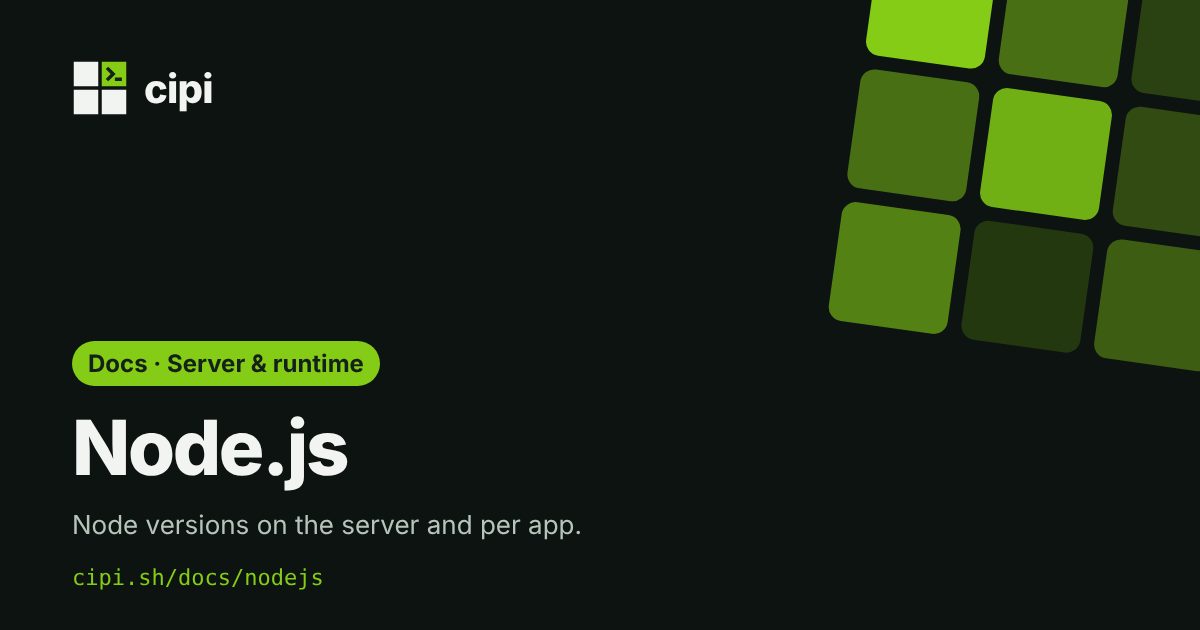 cipi
Docs · Server & runtime
Node.js
Node versions on the server and per app.
cipi.sh/docs/nodejs